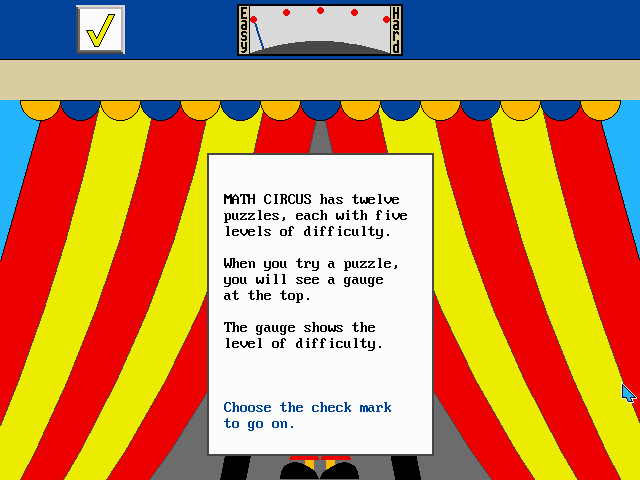 Easy
Hard
MATH CIRCUS has twelve
puzzles, each with five
levels of difficulty.
When you try a puzzle,
you will see a gauge
at the top.
The gauge shows the
level of difficulty.
Choose the check mark
to go on.